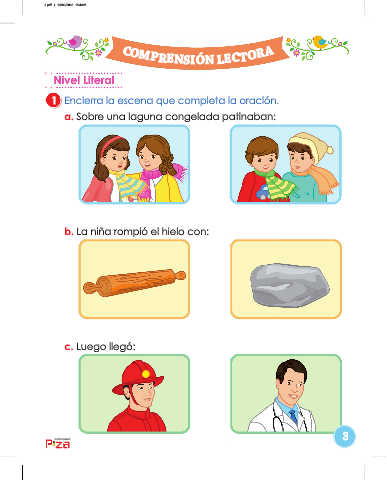 COMPRENSIÓN LECTORA
Nivel Literal
1 Encierra la escena que completa la oración.
a. Sobre una laguna congelada patinaban:
b. La niña rompió el hielo con:
c. Luego llegó:
PIZA
3